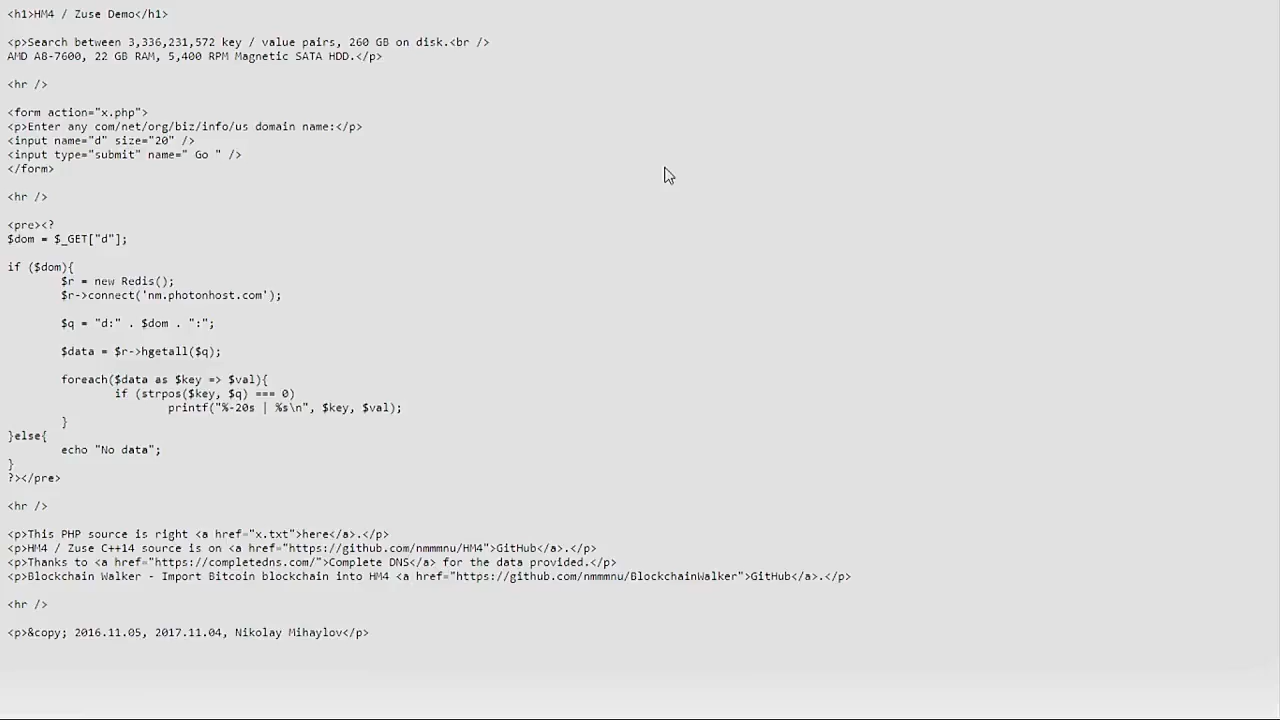 <h1>HM4 / Zuse Demo</h1>
<p>Search between 3,336,231,572 key / value pairs, 260 GB on disk.<br />
AMD A8-7600, 22 GB RAM, 5,400 RPM Magnetic SATA HDD.</p>
<hr />
<form action="x.php">
<p>Enter any com/net/org/biz/info/us domain name:</p>
<input name="d" size="20" />
<input type="submit" name=" Go " />
</form>
<hr />
<pre><?
$dom = $_GET["d"];
if ($dom){
$r = new Redis();
$r->connect('nm.photonhost.com');
$q = "d:" . $dom . ":";
$data = $r->hgetall($q);
foreach($data as $key => $val){
if (strpos($key, $q) === 0)
printf("%-20s | %s\n", $key, $val);
}
}else{
echo "No data";
}
?></pre>
<hr />
<p>This PHP source is right <a href="x.txt">here</a>.</p>
<p>HM4 / Zuse C++14 source is on <a href="https://github.com/nmmmnu/HM4">GitHub</a>.</p>
<p>Thanks to <a href="https://completedns.com/">Complete DNS</a> for the data provided.</p>
<p>Blockchain Walker - Import Bitcoin blockchain into HM4 <a href="https://github.com/nmmmnu/BlockchainWalker">GitHub</a>.</p>
<hr />
<p>&copy; 2016.11.05, 2017.11.04, Nikolay Mihaylov</p>